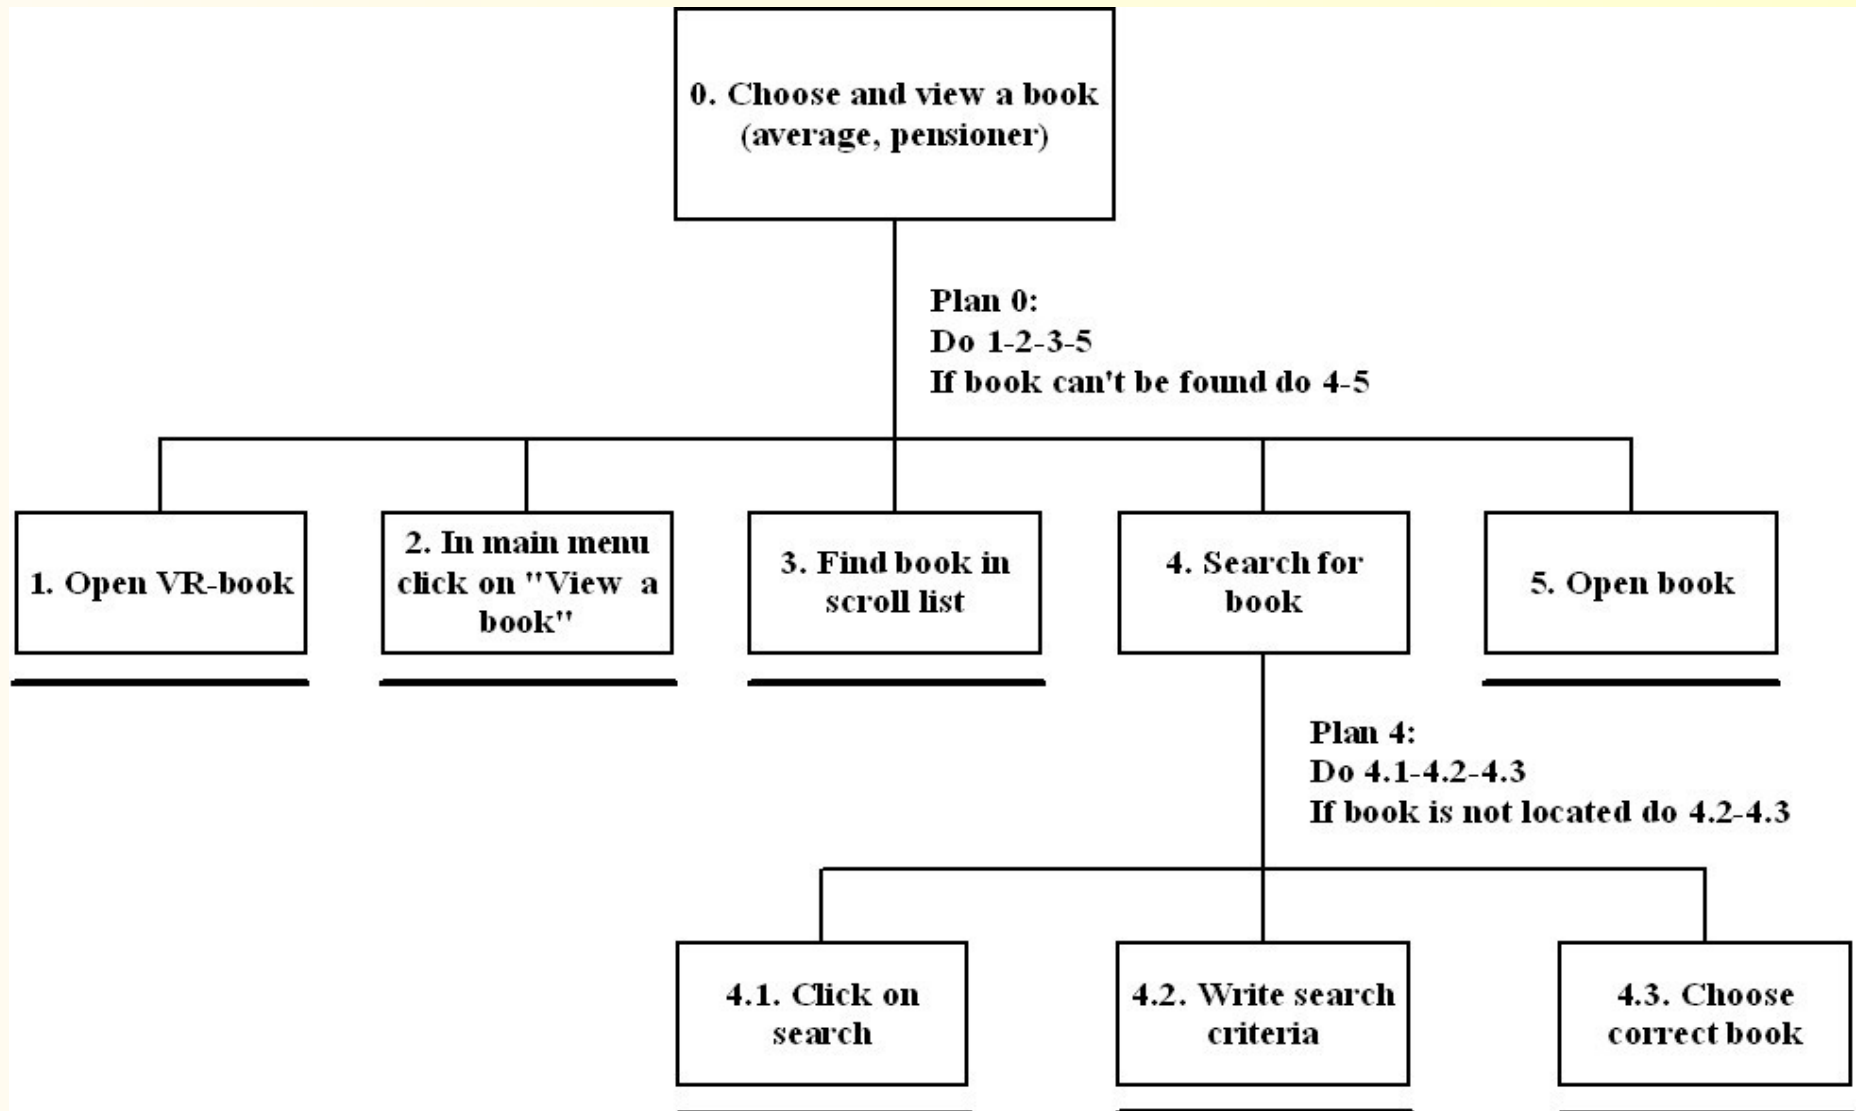 0. Choose and view a book
(average, pensioner)
Plan 0:
Do 1-2-3-5
If book can't be found do 4-5
1. Open VR-book
2. In main menu
click on "View a
book"
3. Find book in
scroll list
4. Search for
book
5. Open book
Plan 4:
Do 4.1-4.2-4.3
If book is not located do 4.2-4.3
4.1. Click on
search
4.2. Write search
criteria
4.3. Choose
correct book